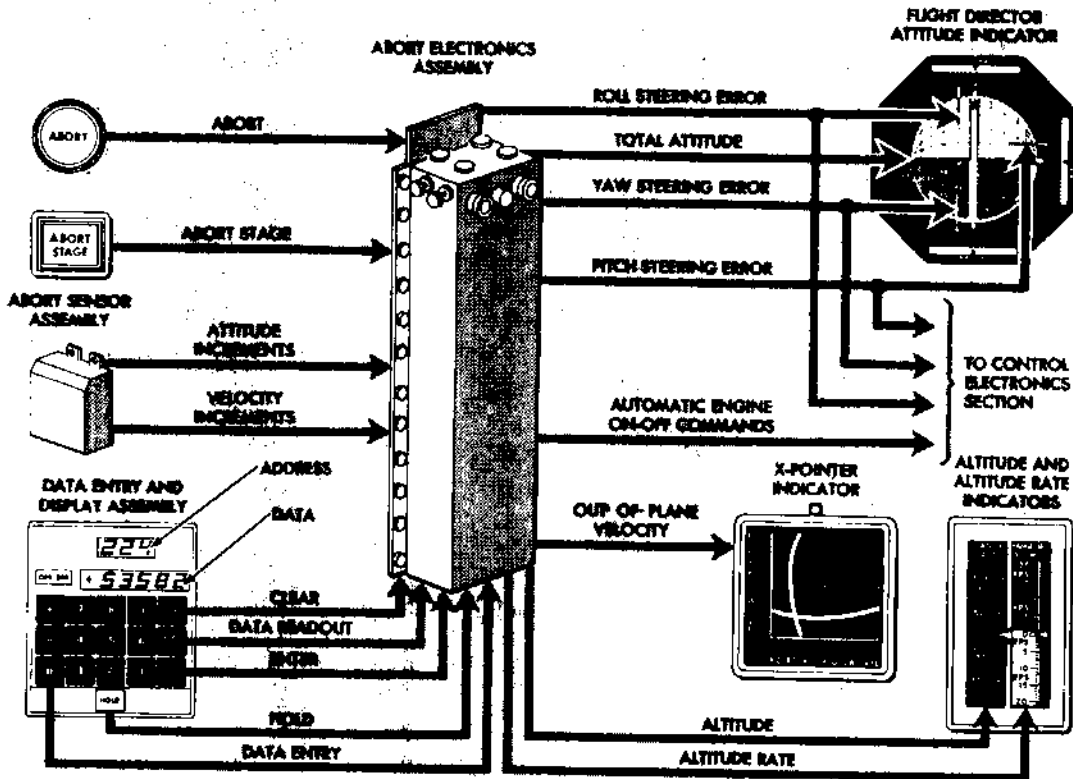 FLIGHT DIRECTOR
ATTITUDE INDICATOR
ABORT ELECTRONICS
ASSEMBLY
ABORT
ABORT
ROLL STEERING ERROR
TOTAL ATTITUDE
YAW STEERING ERROR
ABORT
STAGE
ABORT STAGE
PITCH STEERING ERROR
ABORT SENSOR
ASSEMBLY
ATTITUDE
INCREMENTS
VELOCITY
INCREMENTS
TO CONTROL
ELECTRONICS
SECTION
AUTOMATIC ENGINE
ON-OFF COMMANDS
DATA ENTRY AND
DISPLAY ASSEMBLY
ADDRESS
DATA
X-POINTER
INDICATOR
ALTITUDE AND
ALTITUDE RATE
INDICATORS
OUT OF-PLANE
VELOCITY
224
+ 53582
CLEAR
DATA READOUT
ENTER
HOLD
HOLD
DATA ENTRY
ALTITUDE
ALTITUDE RATE